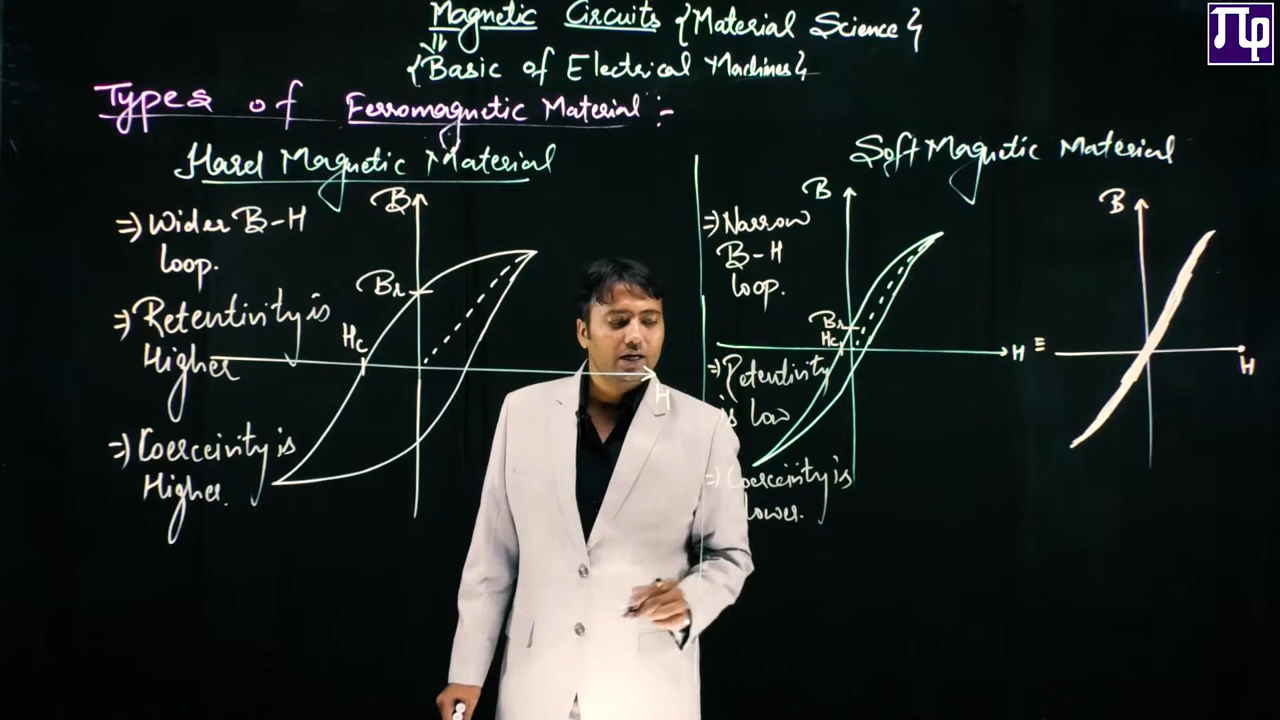 Magnetic Circuits {Material Science}
⇓
{Basic of Electrical Machines}
Types of Ferromagnetic Material :-
Hard Magnetic Material
⇒ Wider B-H
loop.
⇒ Retentivity is
Higher
⇒ Coerceivity is
Higher.
B
Br
Hc
H
Soft Magnetic Material
⇒ Narrow
B-H
loop.
⇒ Retentivity
is low
⇒ Coerceivity is
lower.
B
Br
Hc
H
≡
B
H
Πφ